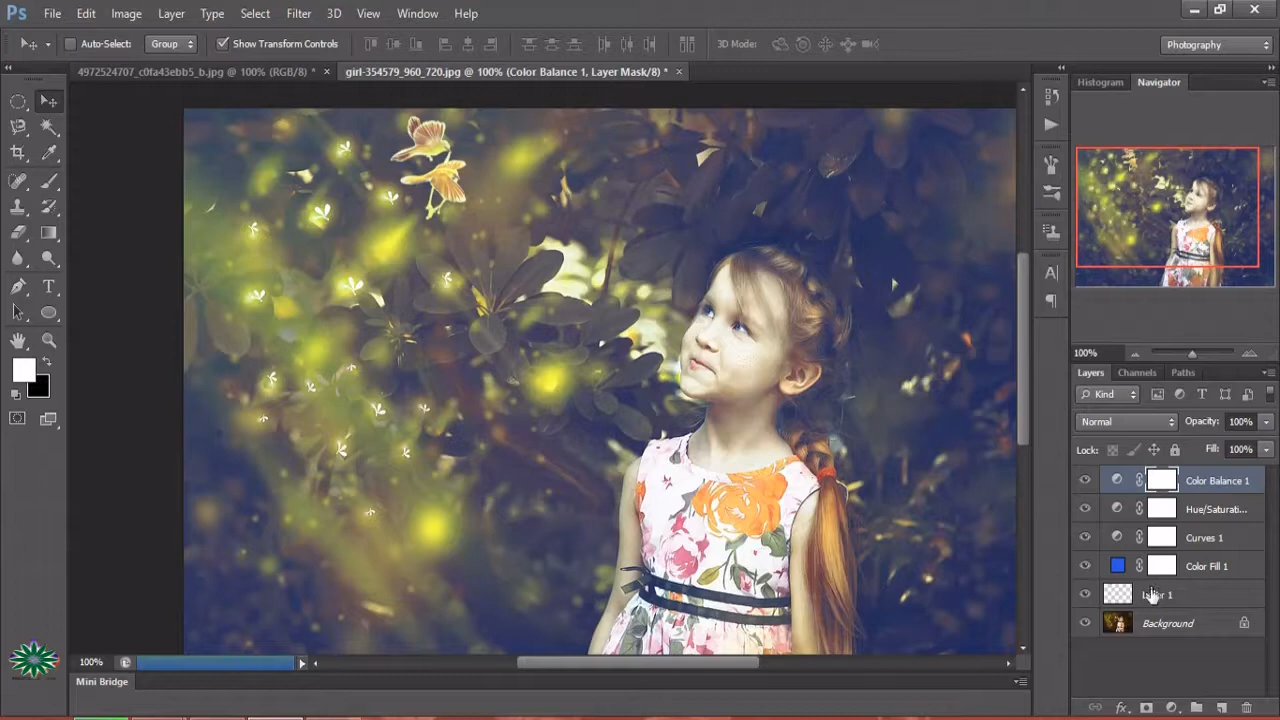 Ps File Edit Image Layer Type Select Filter 3D View Window Help
Auto-Select: Group Show Transform Controls 3D Mode: Photography
4972524707_c0fa43ebb5_b.jpg @ 100% (RGB/8) * × girl-354579_960_720.jpg @ 100% (Color Balance 1, Layer Mask/8) * ×
Histogram Navigator
100%
Layers Channels Paths
Kind
Normal Opacity: 100%
Lock: Fill: 100%
Color Balance 1
Hue/Saturati...
Curves 1
Color Fill 1
Layer 1
Background
100%
Mini Bridge